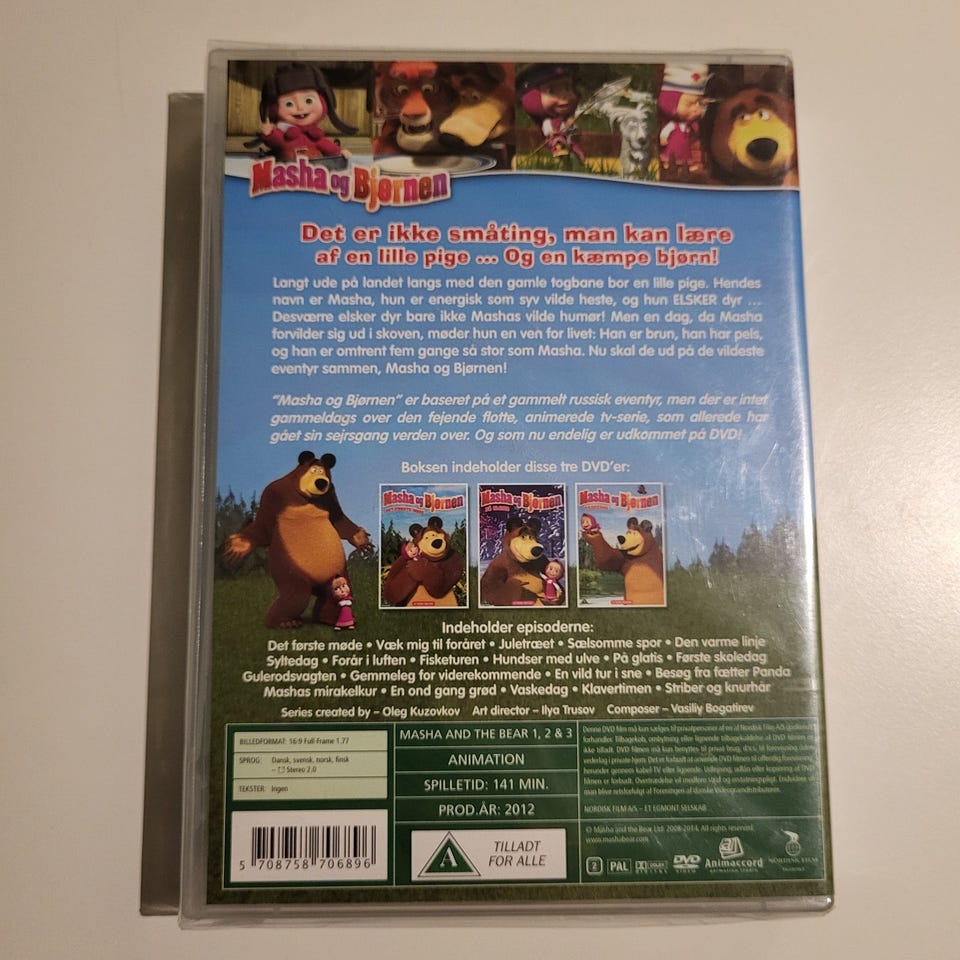 Masha og Bjørnen
Det er ikke småting, man kan lære
af en lille pige ... Og en kæmpe bjørn!
Langt ude på landet langs med den gamle togbane bor en lille pige. Hendes
navn er Masha, hun er energisk som syv vilde heste, og hun ELSKER dyr ...
Desværre elsker dyr bare ikke Mashas vilde humør! Men en dag, da Masha
forvilder sig ud i skoven, møder hun en ven for livet: Han er brun, han har pels,
og han er omtrent fem gange så stor som Masha. Nu skal de ud på de vildeste
eventyr sammen, Masha og Bjørnen!
"Masha og Bjørnen" er baseret på et gammelt russisk eventyr, men der er intet
gammeldags over den fejende flotte, animerede tv-serie, som allerede har
gået sin sejrsgang verden over. Og som nu endelig er udkommet på DVD!
Boksen indeholder disse tre DVD'er:
Masha og Bjørnen
Masha og Bjørnen
Masha og Bjørnen
Indeholder episoderne:
Det første møde • Væk mig til foråret • Juletræet • Sælsomme spor • Den varme linje
Syltedag • Forår i luften • Fisketuren • Hundser med ulve • På glatis • Første skoledag
Gulerodsvagten • Gemmeleg for viderekommende • En vild tur i sne • Besøg fra fætter Panda
Mashas mirakelkur • En ond gang grød • Vaskedag • Klavertimen • Striber og knurhår
Series created by – Oleg Kuzovkov Art director – Ilya Trusov Composer – Vasiliy Bogatirev
BILLEDFORMAT: 16:9 Full-Frame 1.77
SPROG: Dansk, svensk, norsk, finsk
– Stereo 2.0
TEKSTER: Ingen
MASHA AND THE BEAR 1, 2 & 3
ANIMATION
SPILLETID: 141 MIN.
PROD.ÅR: 2012
5 708758 706896
A
TILLADT
FOR ALLE
NORDISK FILM A/S – ET EGMONT SELSKAB
© Masha and the Bear Ltd. 2008-2014. All rights reserved.
www.mashabear.com
2 PAL DOLBY DIGITAL DVD VIDEO Animaccord ANIMATION STUDIO NORDISK FILM